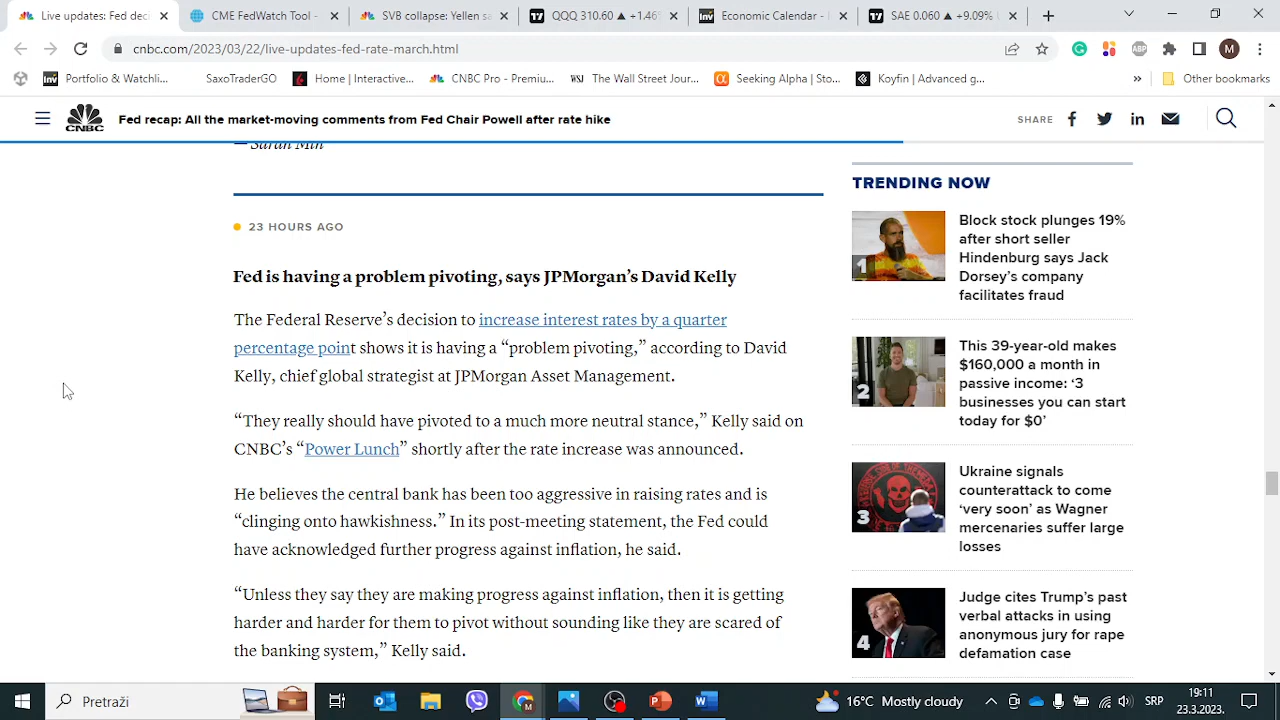 Live updates: Fed deci
CME FedWatch Tool -
SVB collapse: Yellen sa
QQQ 310.60 ▲ +1.46%
Economic Calendar - I
SAE 0.060 ▲ +9.09%
cnbc.com/2023/03/22/live-updates-fed-rate-march.html
Portfolio & Watchli...
SaxoTraderGO
Home | Interactive...
CNBC Pro - Premiu...
The Wall Street Jour...
Seeking Alpha | Sto...
Koyfin | Advanced g...
»
Other bookmarks
CNBC
Fed recap: All the market-moving comments from Fed Chair Powell after rate hike
SHARE
— Sarah Min
23 HOURS AGO
Fed is having a problem pivoting, says JPMorgan’s David Kelly
The Federal Reserve’s decision to increase interest rates by a quarter
percentage point shows it is having a “problem pivoting,” according to David
Kelly, chief global strategist at JPMorgan Asset Management.
“They really should have pivoted to a much more neutral stance,” Kelly said on
CNBC’s “Power Lunch” shortly after the rate increase was announced.
He believes the central bank has been too aggressive in raising rates and is
“clinging onto hawkishness.” In its post-meeting statement, the Fed could
have acknowledged further progress against inflation, he said.
“Unless they say they are making progress against inflation, then it is getting
harder and harder for them to pivot without sounding like they are scared of
the banking system,” Kelly said.
TRENDING NOW
1
Block stock plunges 19%
after short seller
Hindenburg says Jack
Dorsey’s company
facilitates fraud
2
This 39-year-old makes
$160,000 a month in
passive income: ‘3
businesses you can start
today for $0’
3
Ukraine signals
counterattack to come
‘very soon’ as Wagner
mercenaries suffer large
losses
4
Judge cites Trump’s past
verbal attacks in using
anonymous jury for rape
defamation case
Pretraži
16°C Mostly cloudy
SRP
19:11
23.3.2023.